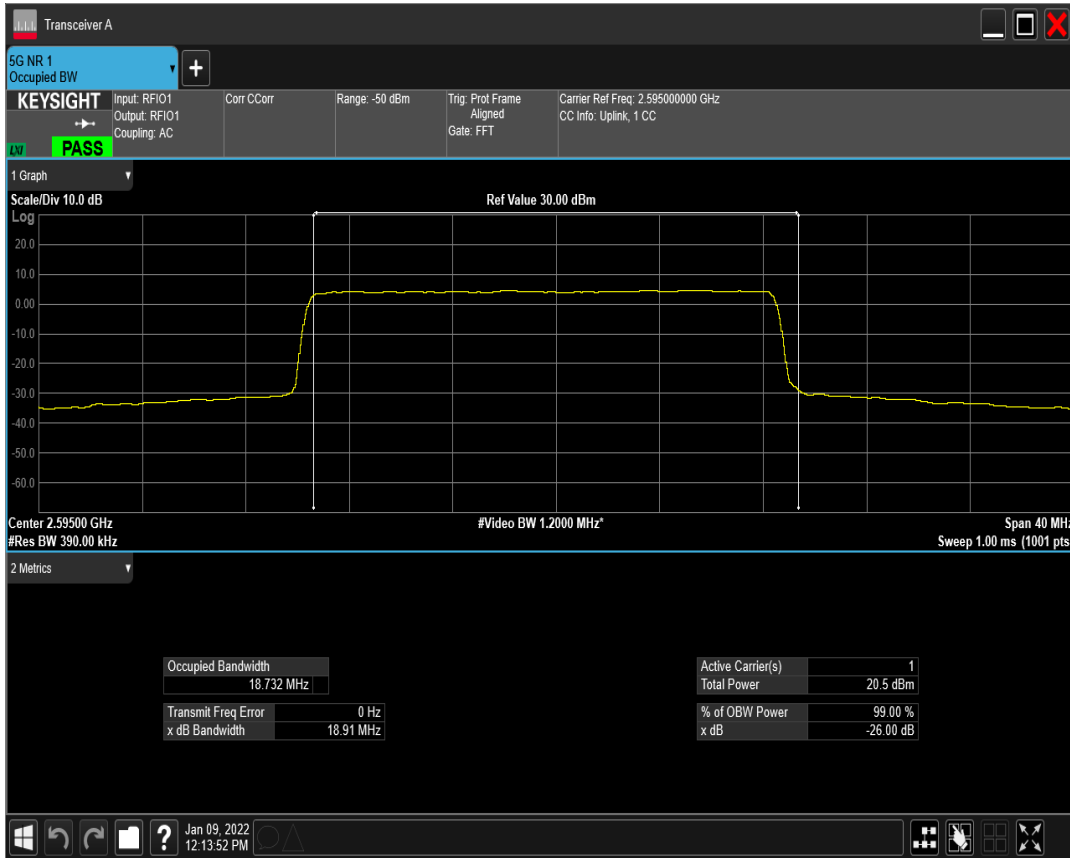 Transceiver A
5G NR 1
Occupied BW
KEYSIGHT
LXI
PASS
Input: RFIO1
Output: RFIO1
Coupling: AC
Corr CCorr
Range: -50 dBm
Trig: Prot Frame
Aligned
Gate: FFT
Carrier Ref Freq: 2.595000000 GHz
CC Info: Uplink, 1 CC
1 Graph
Scale/Div 10.0 dB
Ref Value 30.00 dBm
Log
20.0
10.0
0.00
-10.0
-20.0
-30.0
-40.0
-50.0
-60.0
Center 2.59500 GHz
#Video BW 1.2000 MHz*
Span 40 MHz
#Res BW 390.00 kHz
Sweep 1.00 ms (1001 pts
2 Metrics
Occupied Bandwidth
18.732 MHz
Transmit Freq Error 0 Hz
x dB Bandwidth 18.91 MHz
Active Carrier(s) 1
Total Power 20.5 dBm
% of OBW Power 99.00 %
x dB -26.00 dB
?
Jan 09, 2022
12:13:52 PM